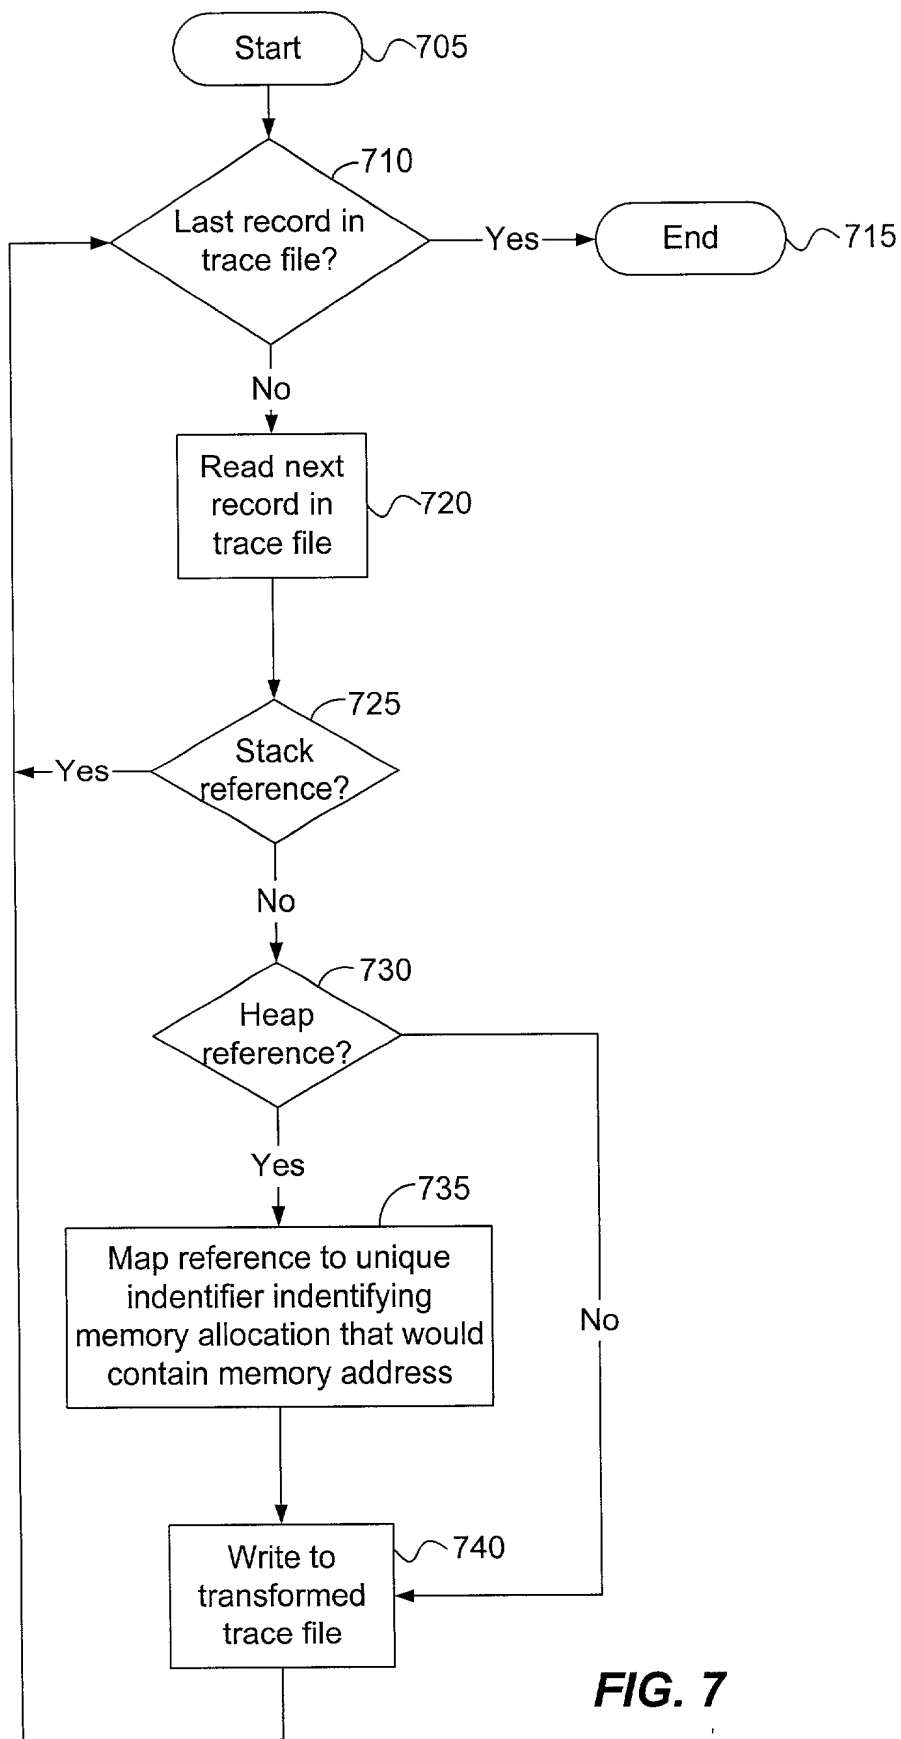 Start
705
710
Last record in
trace file?
Yes
End
715
No
Read next
record in
trace file
720
725
Stack
reference?
Yes
No
730
Heap
reference?
Yes
735
Map reference to unique
indentifier indentifying
memory allocation that would
contain memory address
No
Write to
transformed
trace file
740
FIG. 7